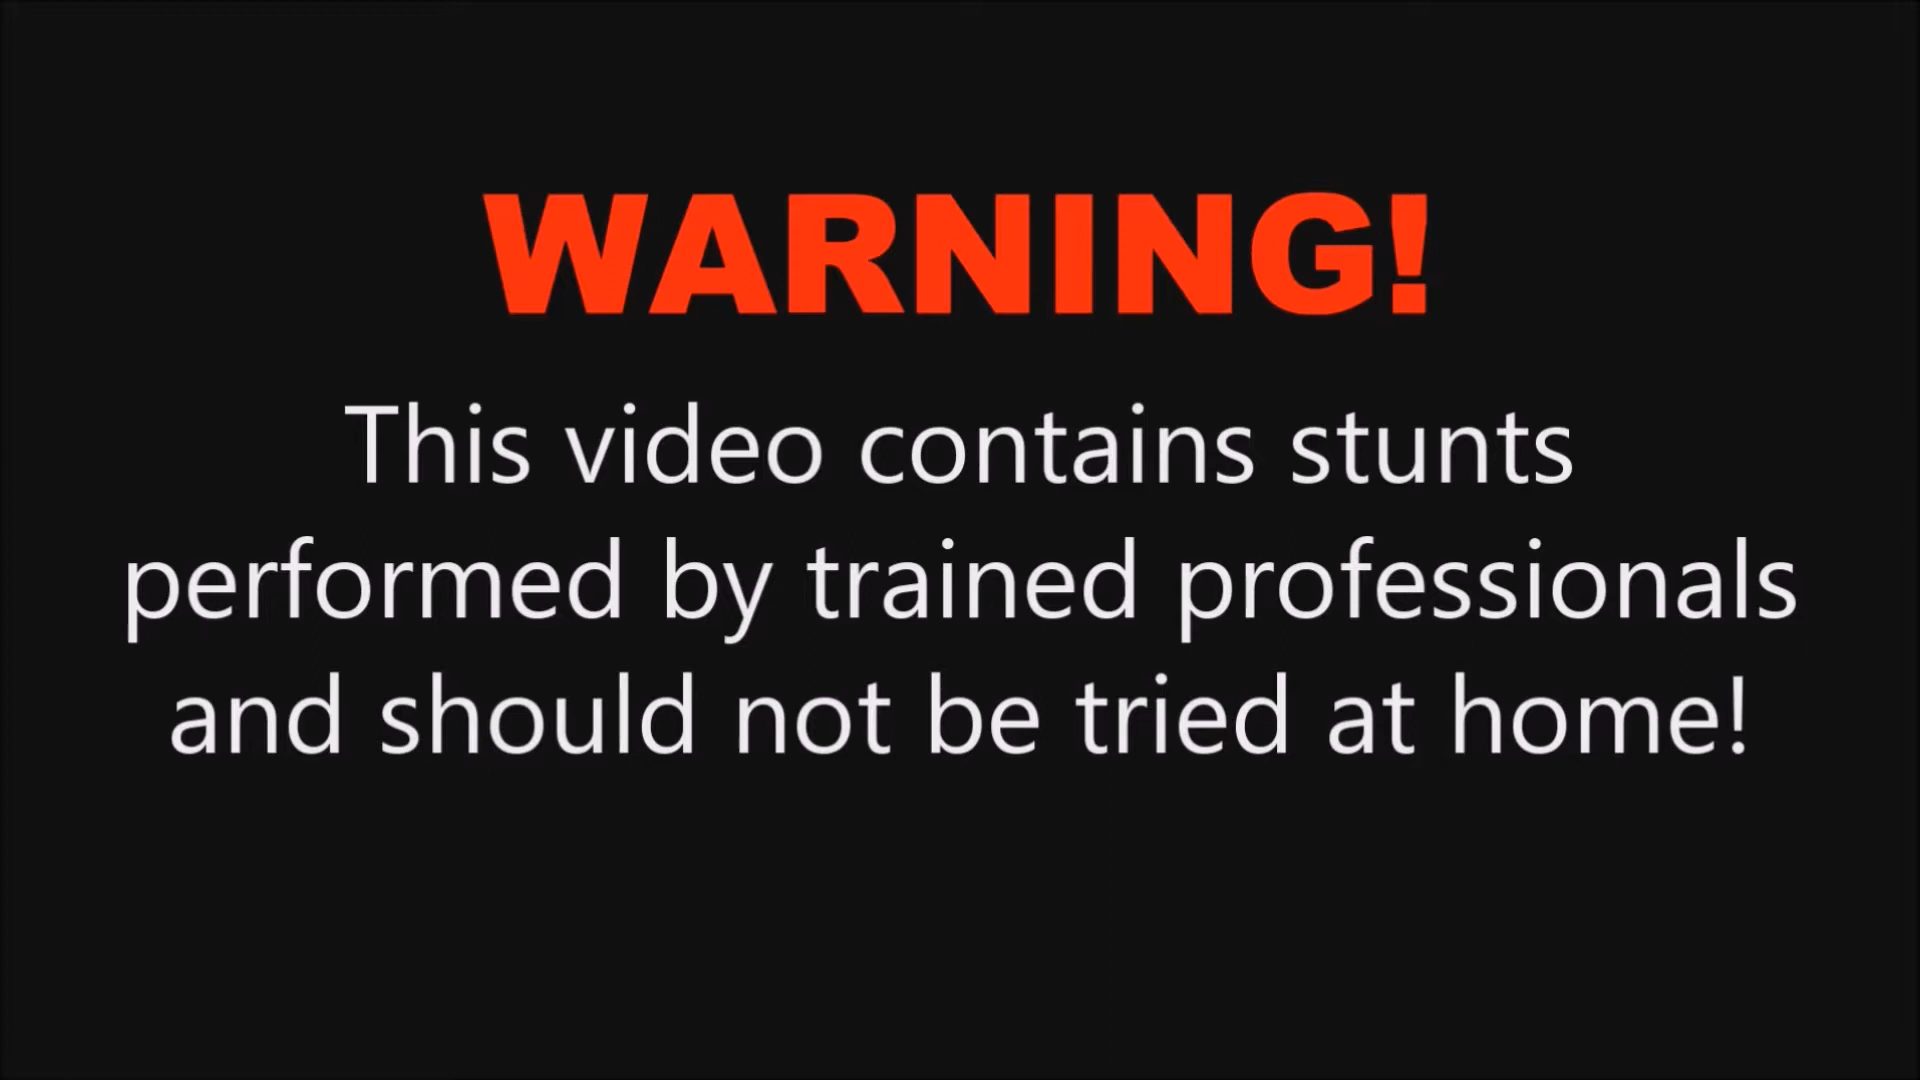 WARNING!
This video contains stunts
performed by trained professionals
and should not be tried at home!